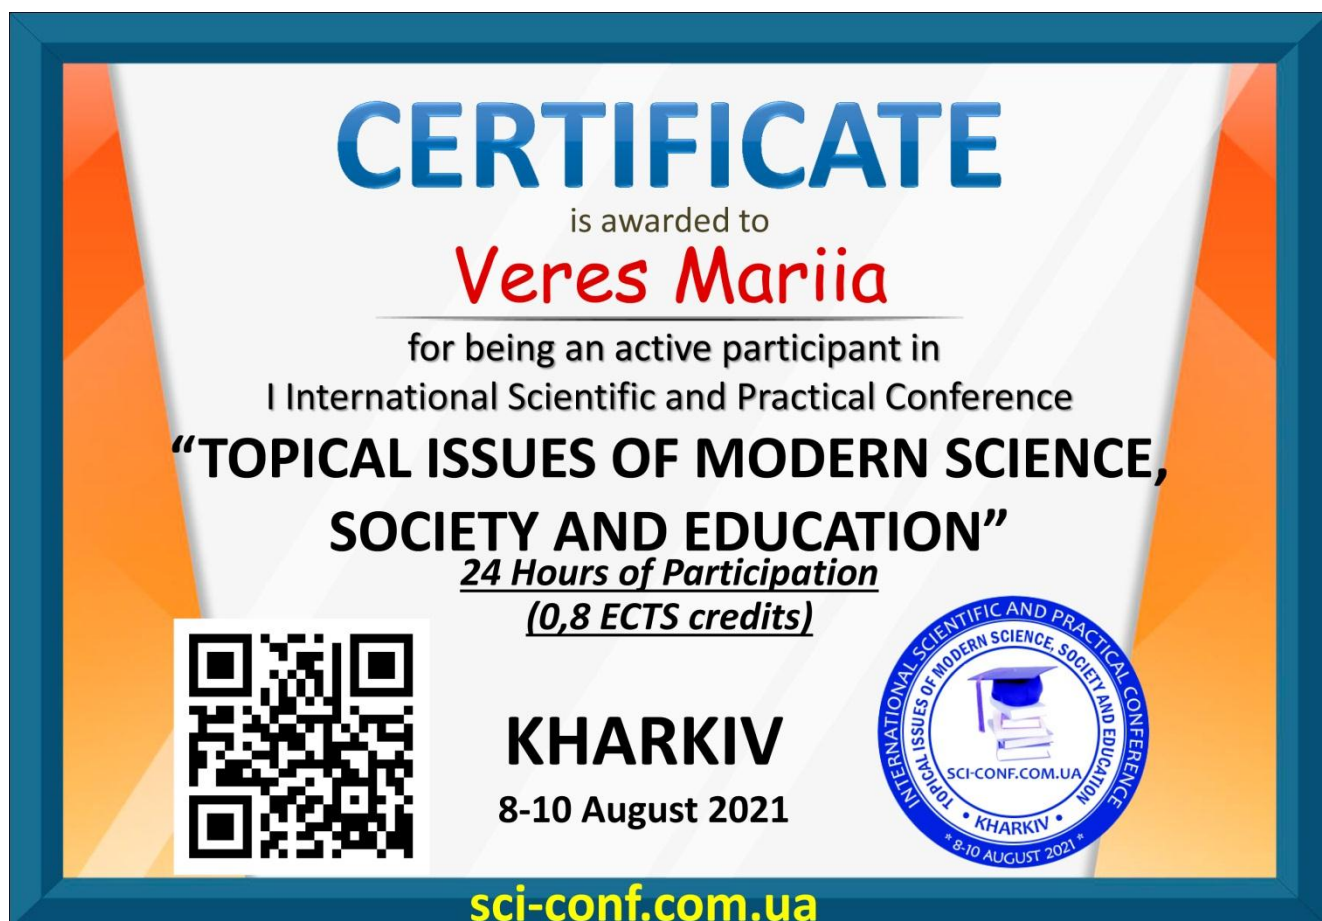 CERTIFICATE
is awarded to
Veres Mariia
for being an active participant in
I International Scientific and Practical Conference
“TOPICAL ISSUES OF MODERN SCIENCE,
SOCIETY AND EDUCATION”
24 Hours of Participation
(0,8 ECTS credits)
KHARKIV
8-10 August 2021
INTERNATIONAL SCIENTIFIC AND PRACTICAL CONFERENCE
TOPICAL ISSUES OF MODERN SCIENCE, SOCIETY AND EDUCATION
SCI-CONF.COM.UA
• KHARKIV •
* 8-10 AUGUST 2021 *
sci-conf.com.ua